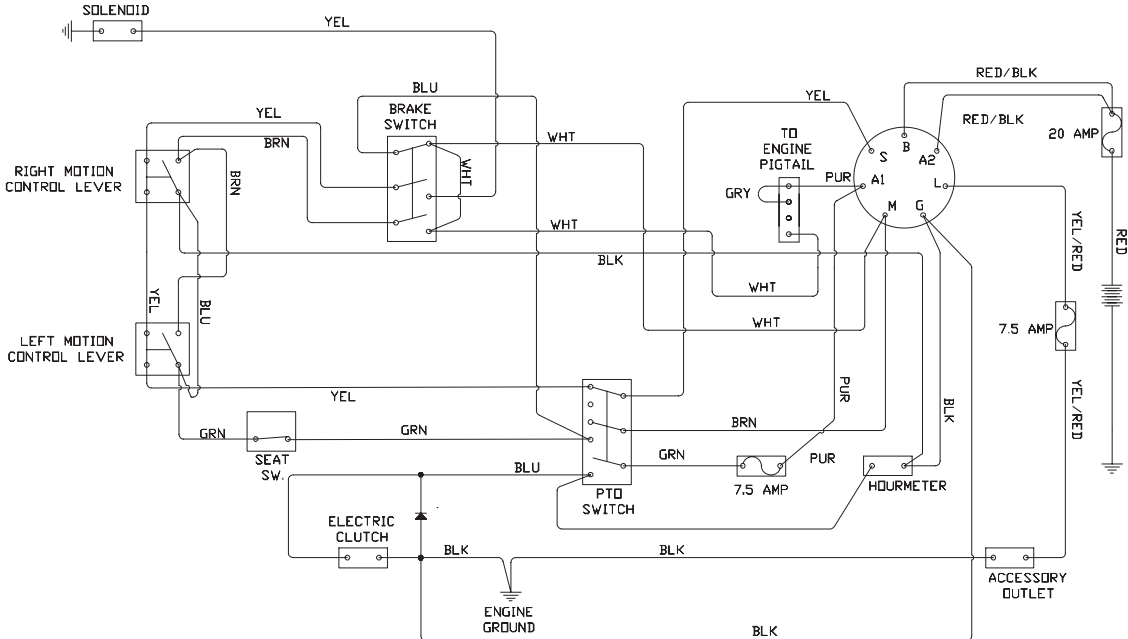 SOLENOID
YEL
RED/BLK
BLU
YEL
YEL
BRAKE
SWITCH
RED/BLK
20 AMP
WHT
TO
ENGINE
PIGTAIL
BRN
S
B
A2
RIGHT MOTION
CONTROL LEVER
BRN
WHT
PUR
A1
L
GRY
M
G
WHT
YEL/RED
RED
BLK
YEL
BLU
WHT
WHT
7.5 AMP
LEFT MOTION
CONTROL LEVER
YEL
PUR
BLK
YEL/RED
GRN
GRN
BRN
SEAT
SW.
GRN
PUR
BLU
7.5 AMP
HOURMETER
PTO
SWITCH
ELECTRIC
CLUTCH
BLK
BLK
ACCESSORY
OUTLET
ENGINE
GROUND
BLK